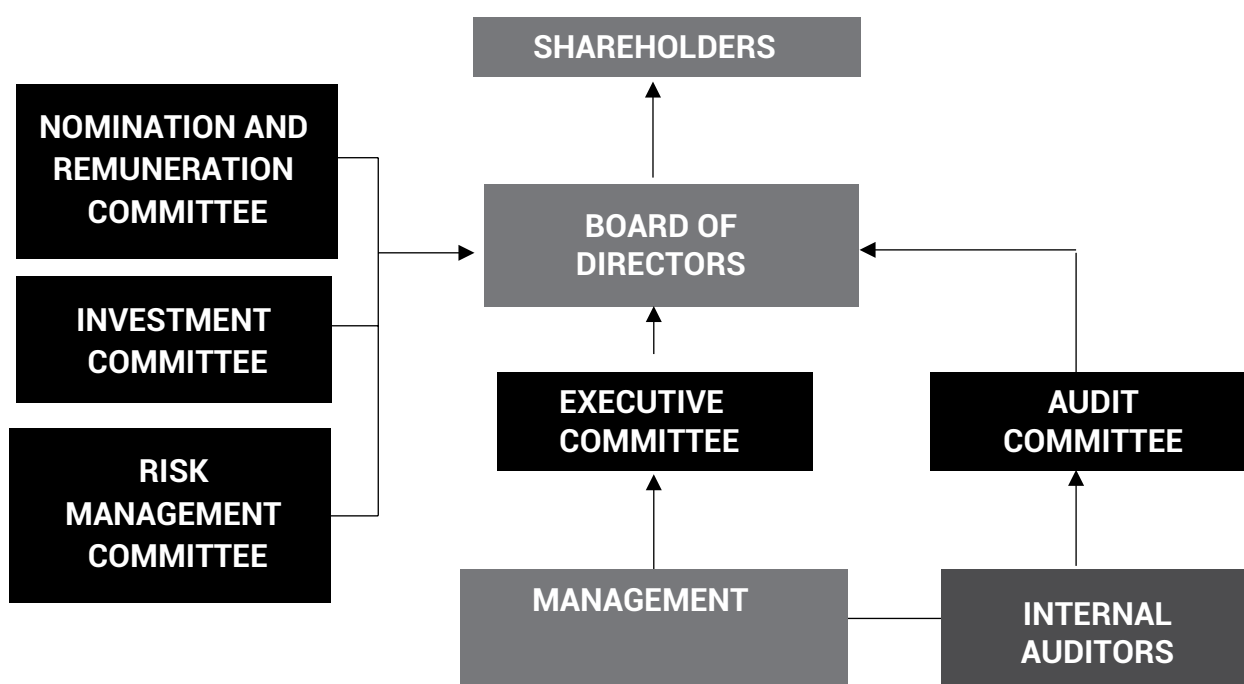 SHAREHOLDERS
NOMINATION AND
REMUNERATION
COMMITTEE
BOARD OF
DIRECTORS
INVESTMENT
COMMITTEE
EXECUTIVE
COMMITTEE
AUDIT
COMMITTEE
RISK
MANAGEMENT
COMMITTEE
MANAGEMENT
INTERNAL
AUDITORS